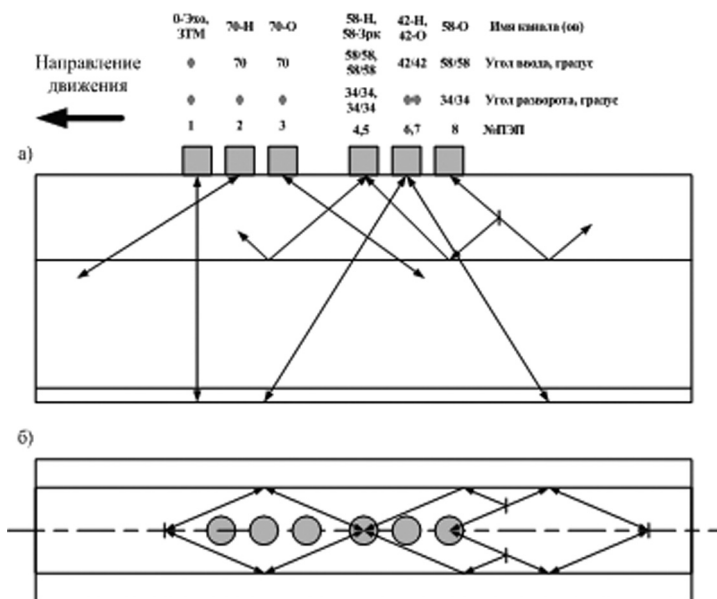 0-Эхо, 58-Н, 42-Н,
ЗТМ 70-Н 70-О 58-Зрк 42-О 58-О Имя канала (ов)
Направление движения
0 70 70 58/58, 58/58 42/42 58/58 Угол ввода, градус
0 0 0 34/34, 34/34 0/0 34/34 Угол разворота, градус
1 2 3 4,5 6,7 8 №ПЭП
а)
б)